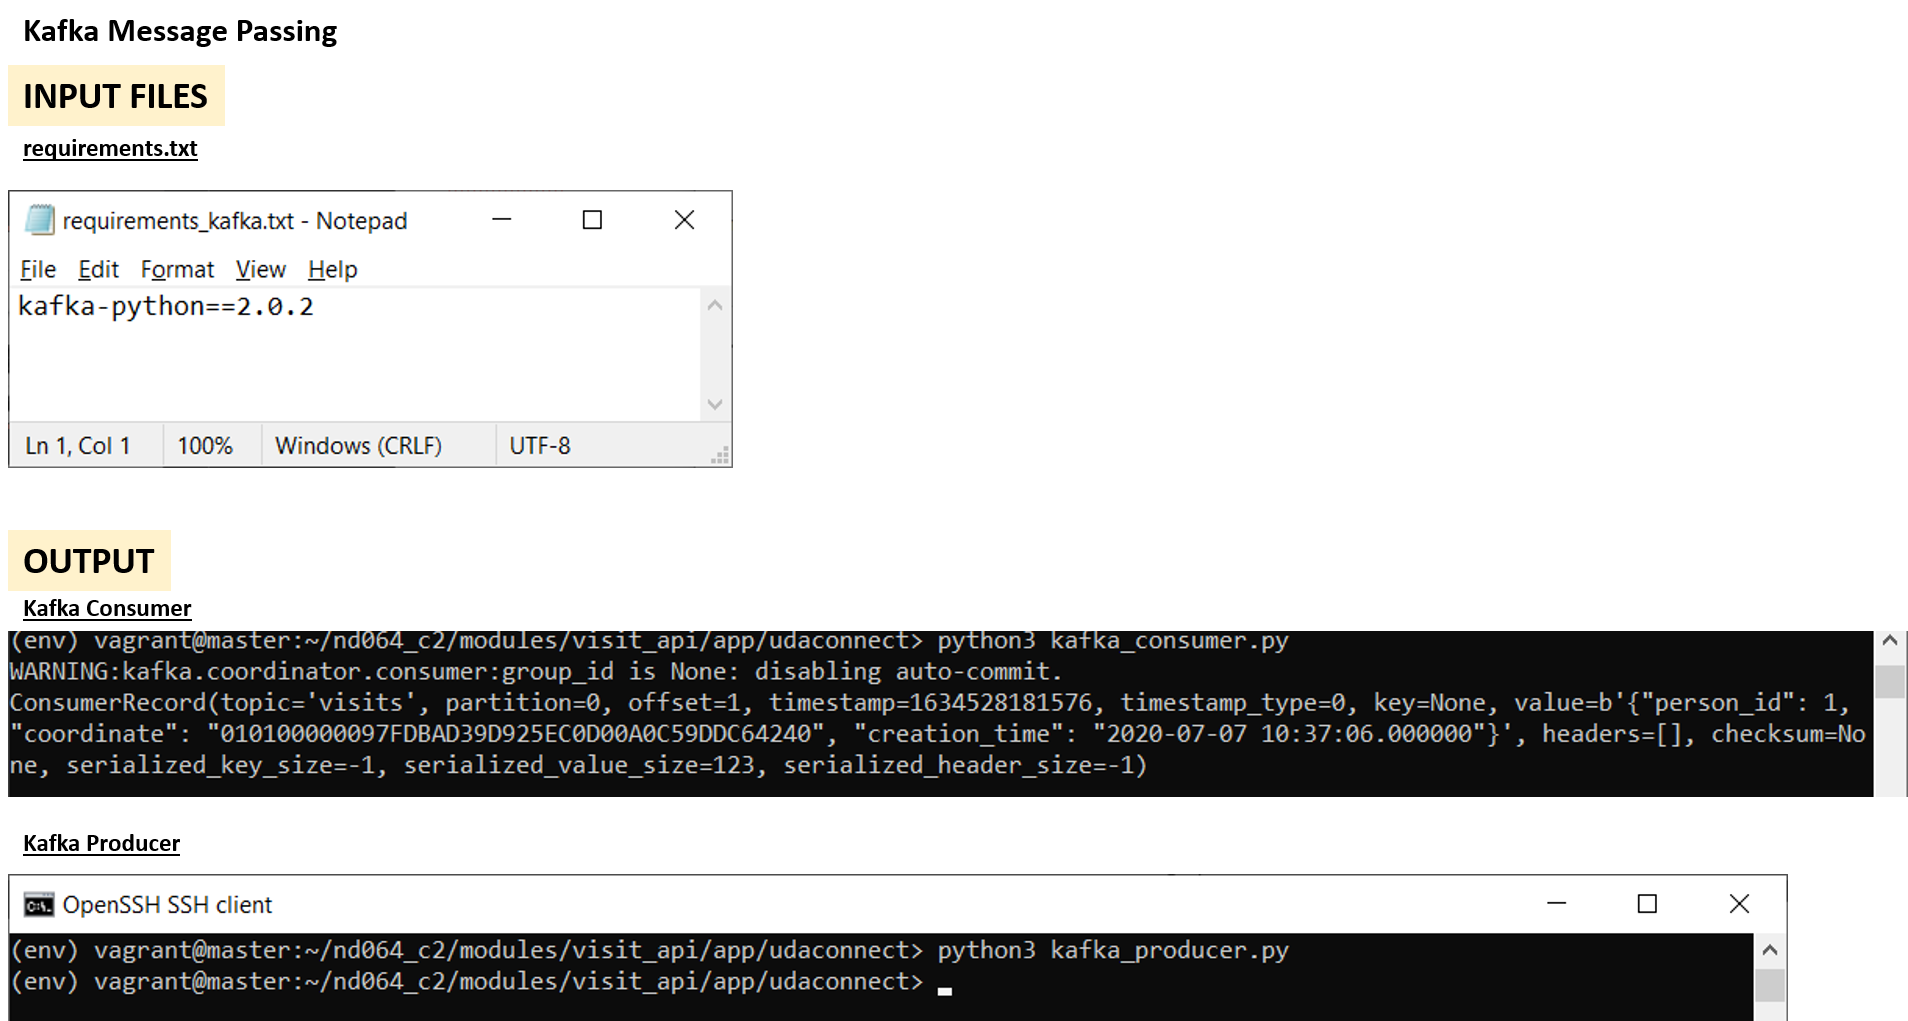 Kafka Message Passing
INPUT FILES
requirements.txt
requirements_kafka.txt - Notepad
File Edit Format View Help
kafka-python==2.0.2
Ln 1, Col 1 100% Windows (CRLF) UTF-8
OUTPUT
Kafka Consumer
(env) vagrant@master:~/nd064_c2/modules/visit_api/app/udaconnect> python3 kafka_consumer.py
WARNING:kafka.coordinator.consumer:group_id is None: disabling auto-commit.
ConsumerRecord(topic='visits', partition=0, offset=1, timestamp=1634528181576, timestamp_type=0, key=None, value=b'{"person_id": 1,
"coordinate": "010100000097FDBAD39D925EC0D00A0C59DDC64240", "creation_time": "2020-07-07 10:37:06.000000"}', headers=[], checksum=No
ne, serialized_key_size=-1, serialized_value_size=123, serialized_header_size=-1)
Kafka Producer
OpenSSH SSH client
(env) vagrant@master:~/nd064_c2/modules/visit_api/app/udaconnect> python3 kafka_producer.py
(env) vagrant@master:~/nd064_c2/modules/visit_api/app/udaconnect>